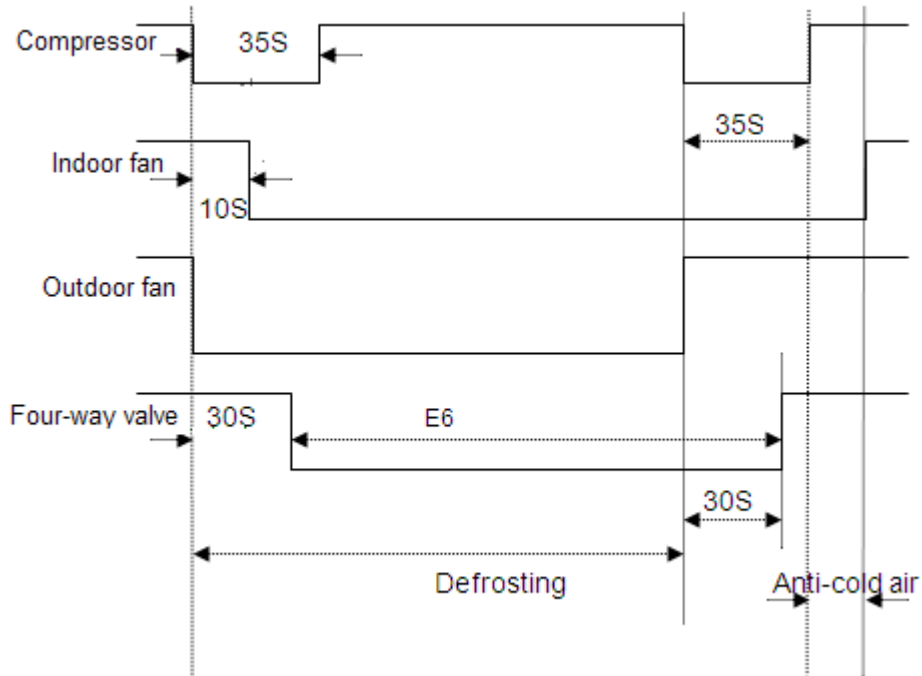 Compressor
35S
35S
Indoor fan
10S
Outdoor fan
Four-way valve
30S
E6
30S
Defrosting
Anti-cold air